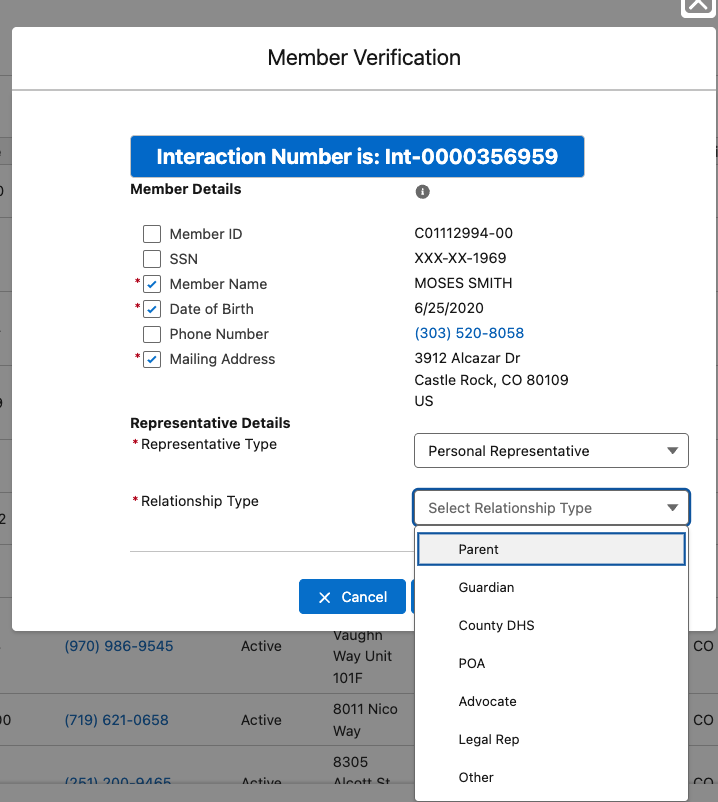 Member Verification
Interaction Number is: Int-0000356959
Member Details
Member ID C01112994-00
SSN XXX-XX-1969
* Member Name MOSES SMITH
* Date of Birth 6/25/2020
Phone Number (303) 520-8058
* Mailing Address 3912 Alcazar Dr
Castle Rock, CO 80109
US
Representative Details
* Representative Type Personal Representative
* Relationship Type Select Relationship Type
Parent
Guardian
County DHS
POA
Advocate
Legal Rep
Other
Cancel
(970) 986-9545 Active Vaughn CO
Way Unit
101F
(719) 621-0658 Active 8011 Nico CO
Way
(251) 200-9465 Active 8305 CO
Alcott St